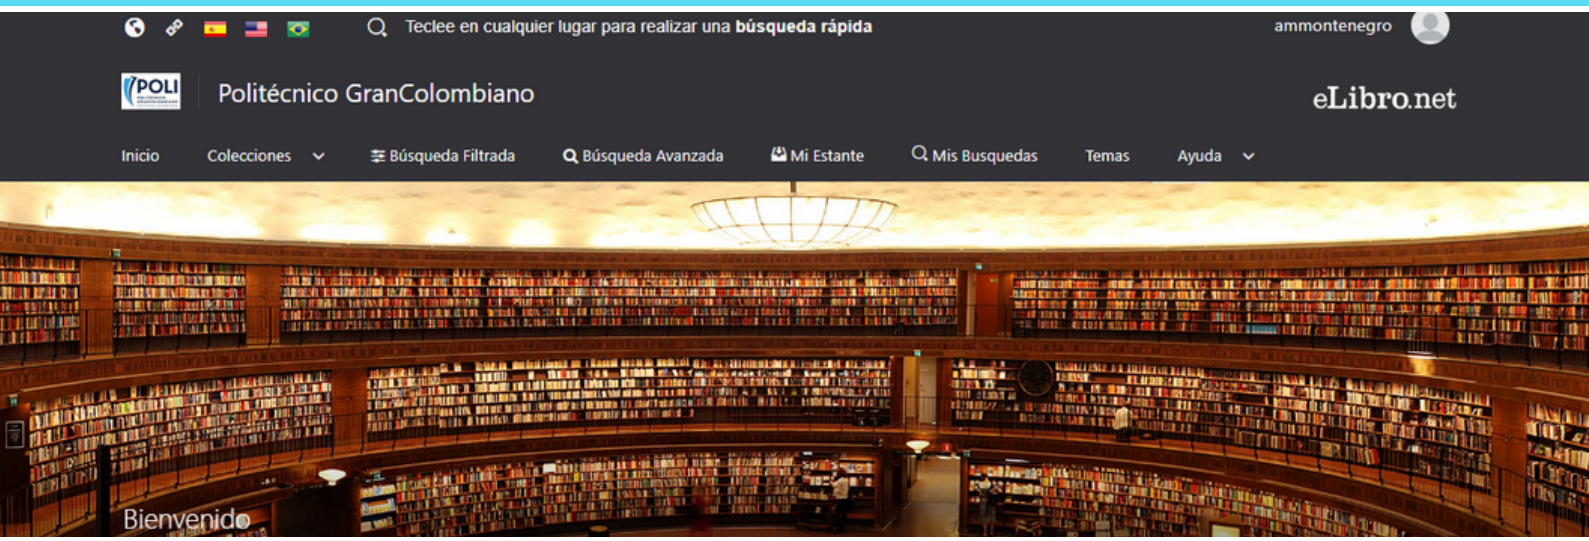 Teclee en cualquier lugar para realizar una búsqueda rápida
ammontenegro
POLI
Politécnico GranColombiano
eLibro.net
Inicio
Colecciones
Búsqueda Filtrada
Búsqueda Avanzada
Mi Estante
Mis Busquedas
Temas
Ayuda
Bienvenido